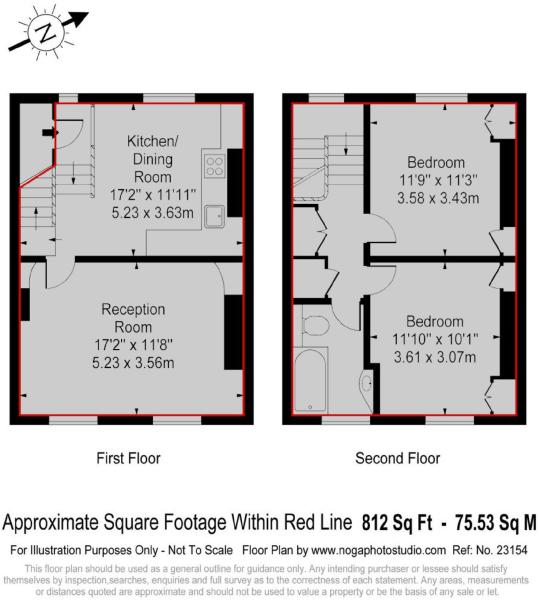 N
Kitchen/
Dining
Room
17'2" x 11'11"
5.23 x 3.63m
Bedroom
11'9" x 11'3"
3.58 x 3.43m
Reception
Room
17'2" x 11'8"
5.23 x 3.56m
Bedroom
11'10" x 10'1"
3.61 x 3.07m
First Floor
Second Floor
Approximate Square Footage Within Red Line 812 Sq Ft - 75.53 Sq M
For Illustration Purposes Only - Not To Scale Floor Plan by www.nogaphotostudio.com Ref: No. 23154
This floor plan should be used as a general outline for guidance only. Any intending purchaser or lessee should satisfy
themselves by inspection,searches, enquiries and full survey as to the correctness of each statement. Any areas, measurements
or distances quoted are approximate and should not be used to value a property or be the basis of any sale or let.